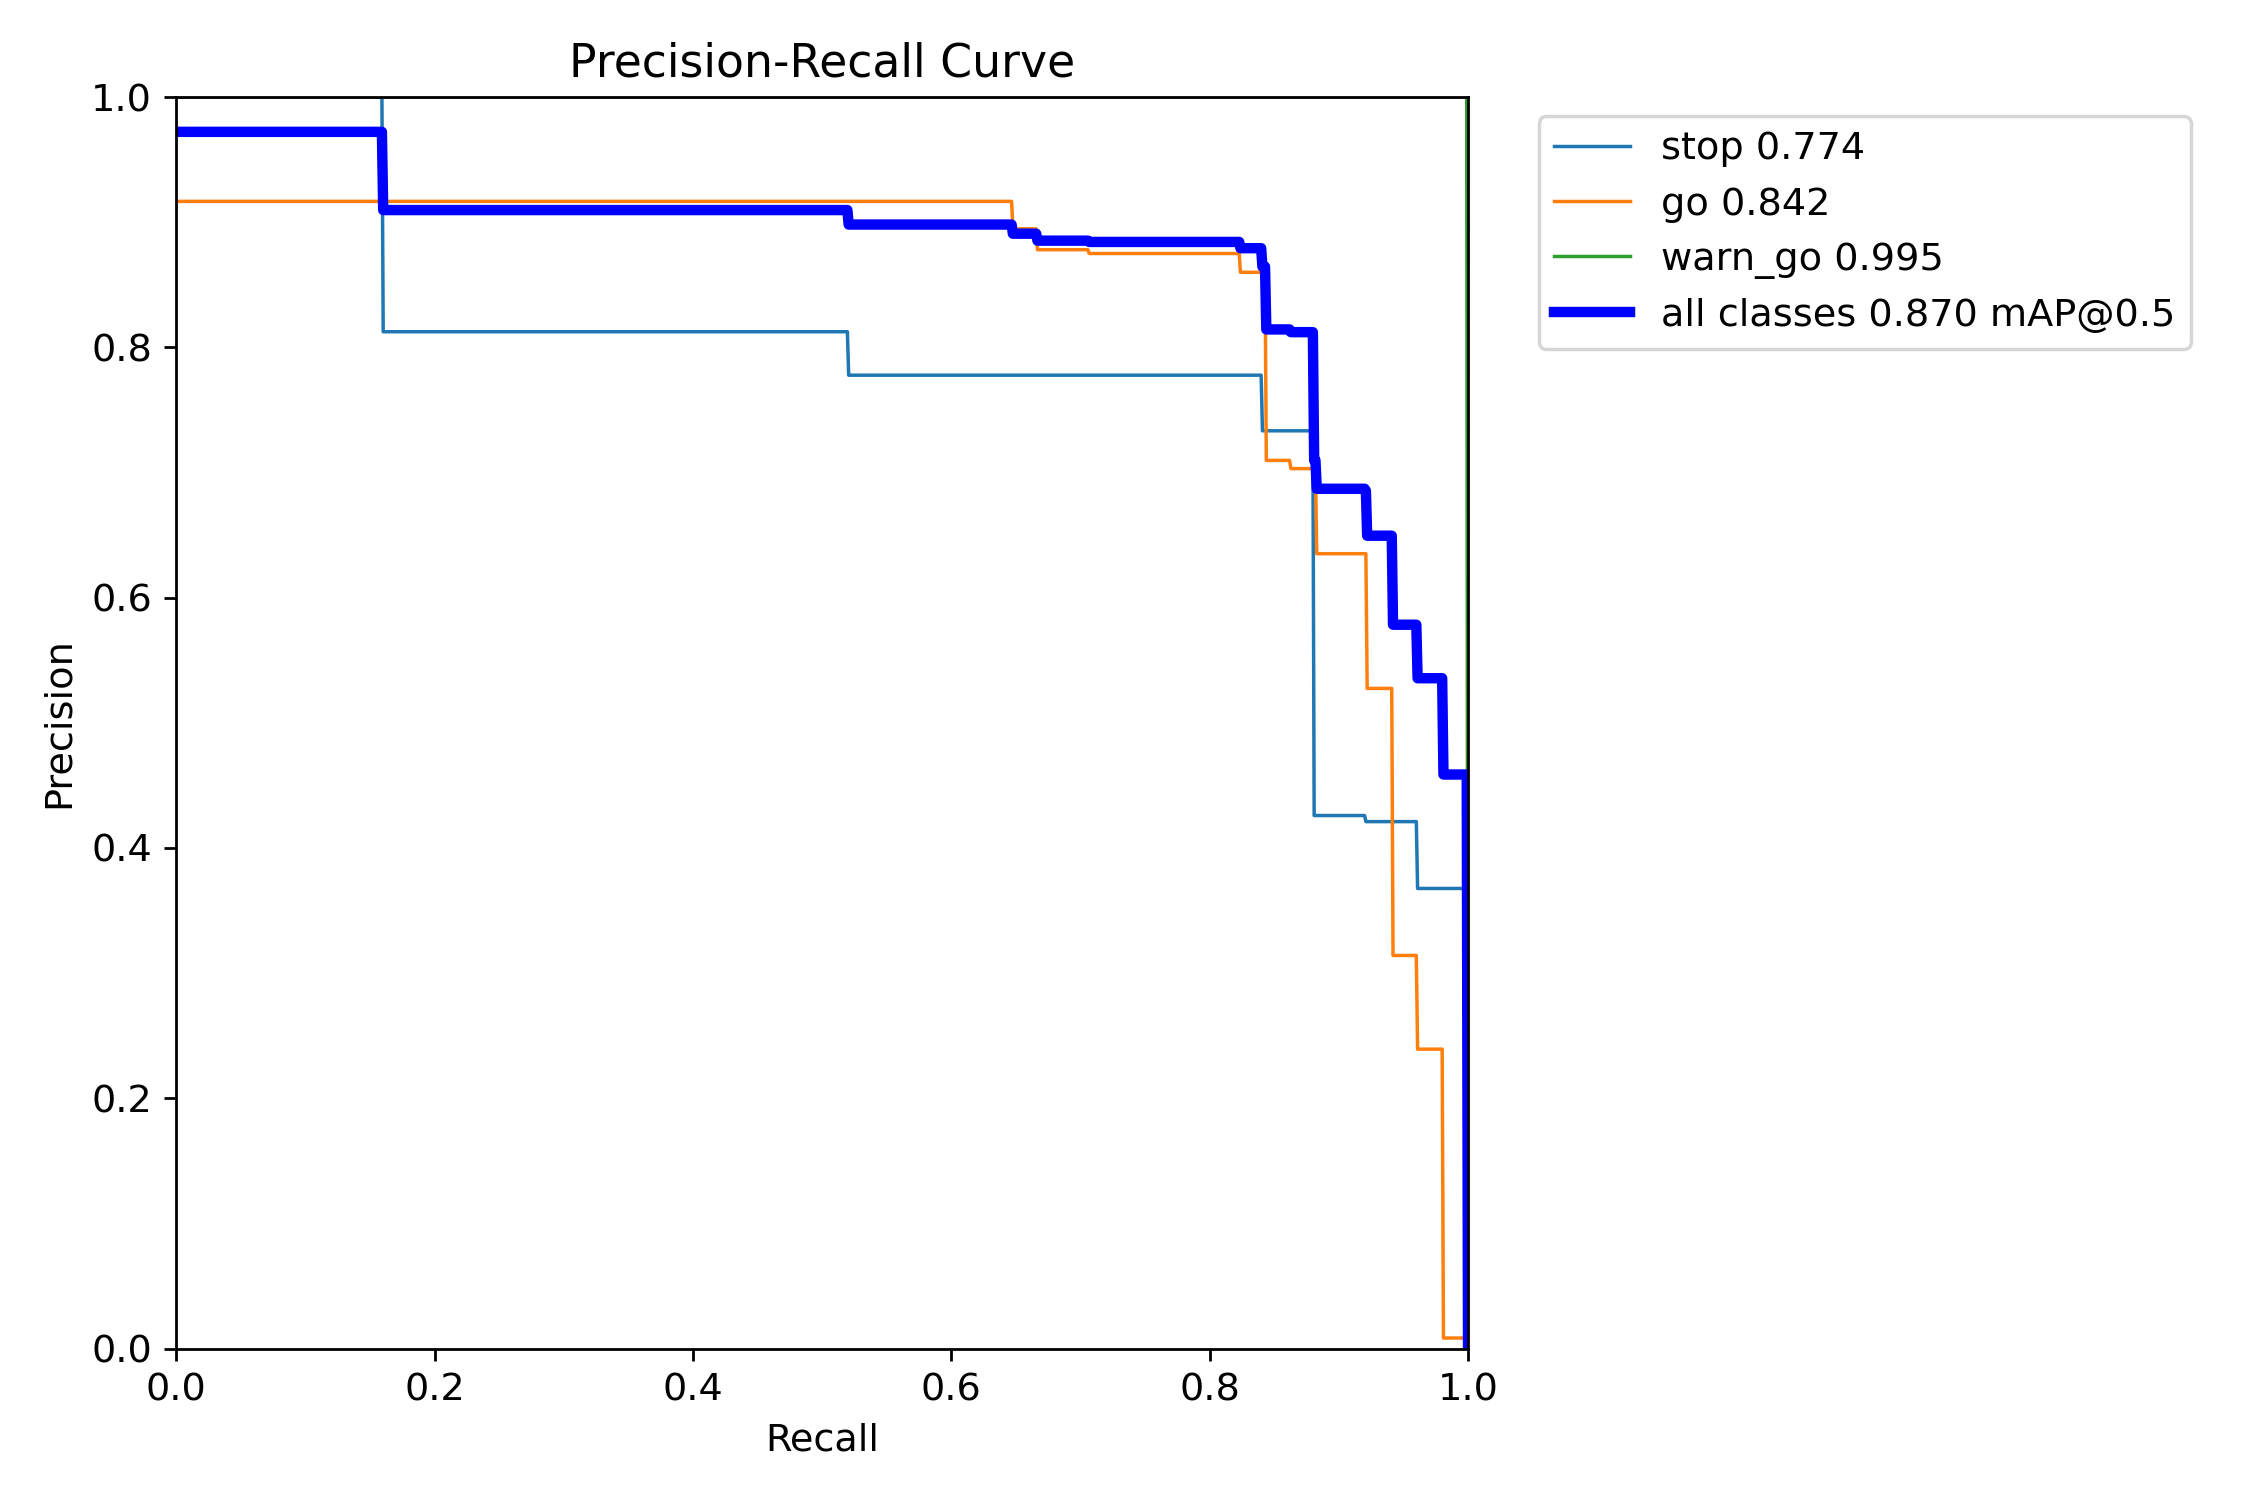 Precision-Recall Curve
1.0
0.8
0.6
0.4
0.2
0.0
Precision
0.0 0.2 0.4 0.6 0.8 1.0
Recall
stop 0.774
go 0.842
warn_go 0.995
all classes 0.870 mAP@0.5